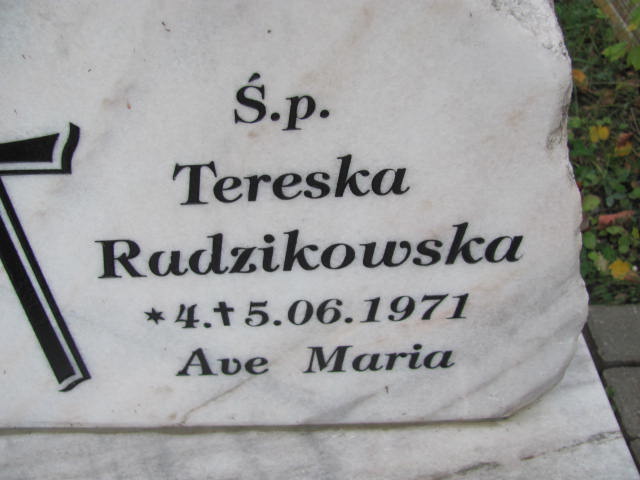 Ś.p.
Tereska
Radzikowska
*4.✝5.06.1971
Ave Maria